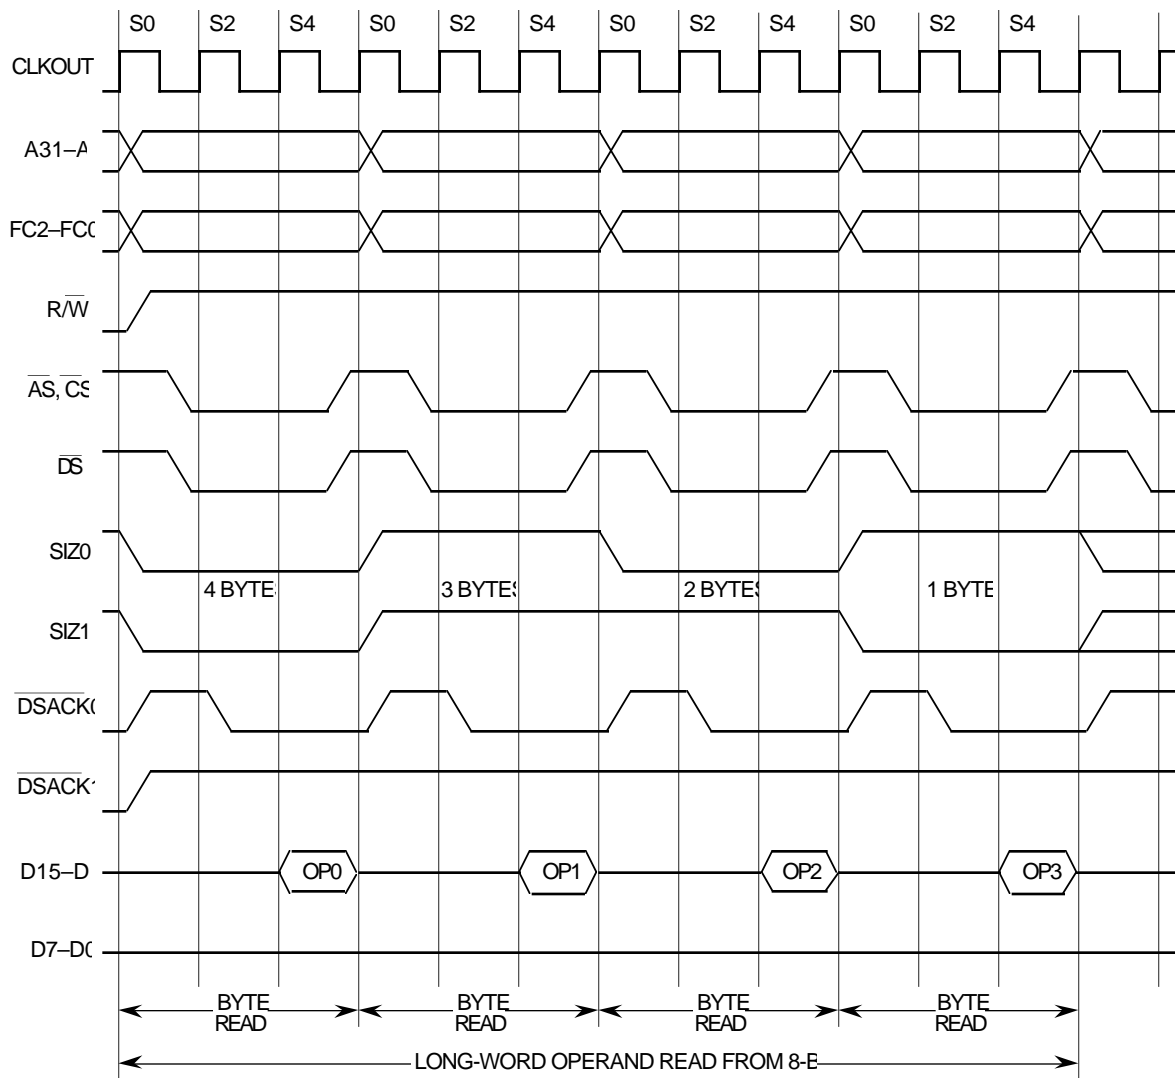 S0 S2 S4 S0 S2 S4 S0 S2 S4 S0 S2 S4
CLKOUT
A31–A
FC2–FC
R/W
AS, CS
DS
SIZ0
4 BYTE 3 BYTES 2 BYTES 1 BYTE
SIZ1
DSACK
DSACK
OP0 OP1 OP2 OP3
D15–D
D7–D
BYTE READ BYTE READ BYTE READ BYTE READ
LONG-WORD OPERAND READ FROM 8-B